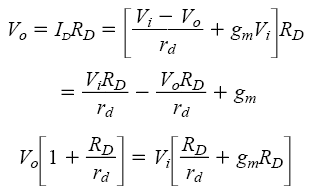 V_o = I_D R_D = [ (V_i − V_o) / r_d + g_m V_i ] R_D
= V_i R_D / r_d − V_o R_D / r_d + g_m
V_o [ 1 + R_D / r_d ] = V_i [ R_D / r_d + g_m R_D ]